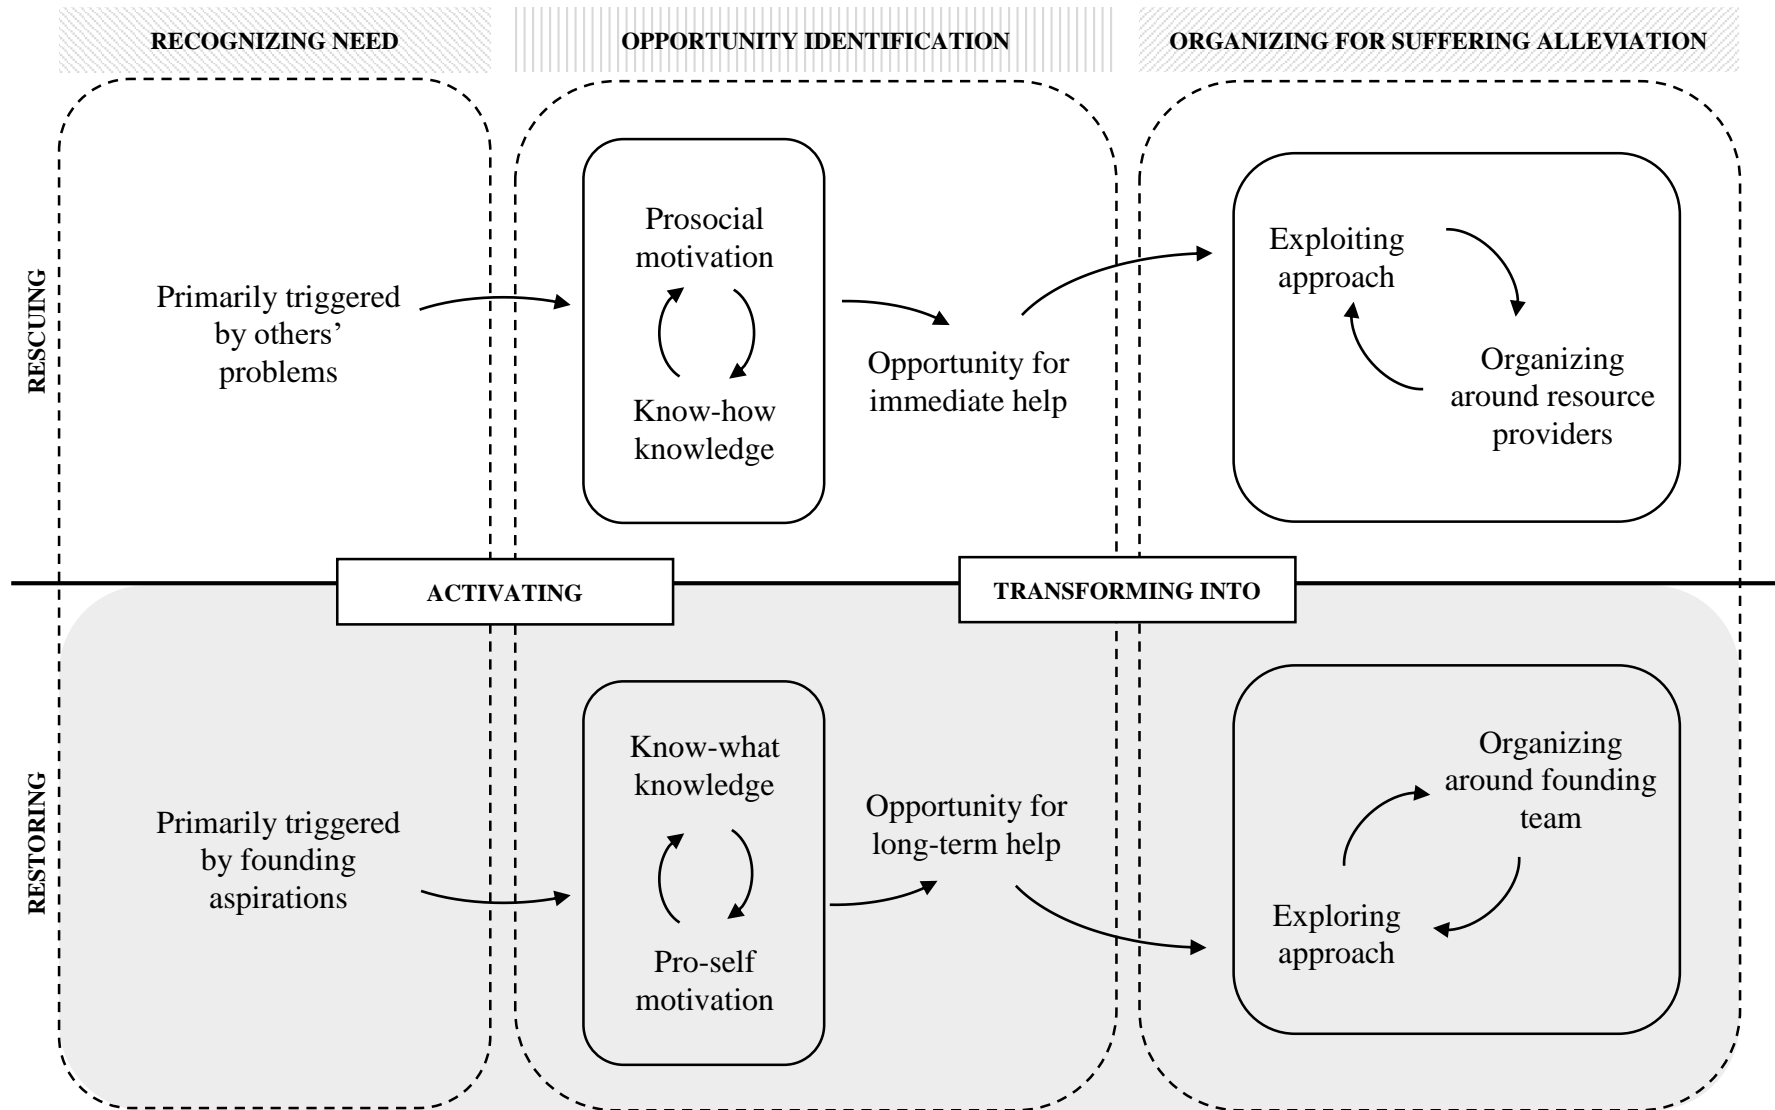 RECOGNIZING NEED
OPPORTUNITY IDENTIFICATION
ORGANIZING FOR SUFFERING ALLEVIATION
RESCUING
Primarily triggered
by others’
problems
Prosocial
motivation
Know-how
knowledge
Opportunity for
immediate help
Exploiting
approach
Organizing
around resource
providers
ACTIVATING
TRANSFORMING INTO
RESTORING
Primarily triggered
by founding
aspirations
Know-what
knowledge
Pro-self
motivation
Opportunity for
long-term help
Organizing
around founding
team
Exploring
approach